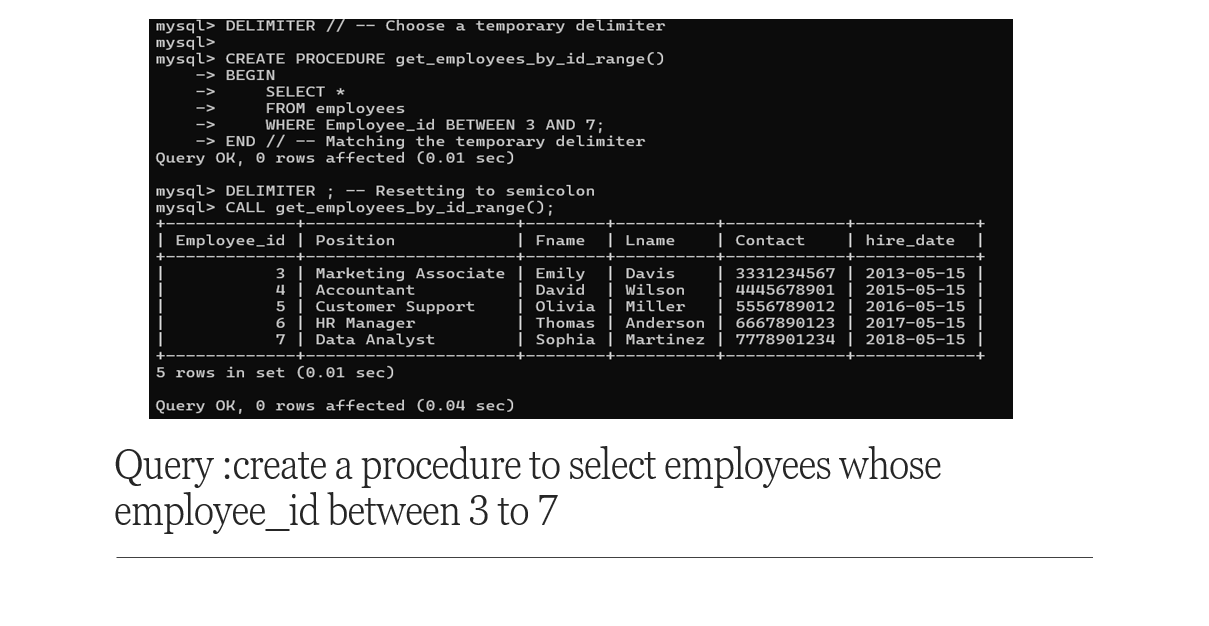 mysql> DELIMITER // -- Choose a temporary delimiter
mysql>
mysql> CREATE PROCEDURE get_employees_by_id_range()
    -> BEGIN
    ->     SELECT *
    ->     FROM employees
    ->     WHERE Employee_id BETWEEN 3 AND 7;
    -> END // -- Matching the temporary delimiter
Query OK, 0 rows affected (0.01 sec)

mysql> DELIMITER ; -- Resetting to semicolon
mysql> CALL get_employees_by_id_range();
+-------------+---------------------+--------+----------+------------+------------+
| Employee_id | Position            | Fname  | Lname    | Contact    | hire_date  |
+-------------+---------------------+--------+----------+------------+------------+
|           3 | Marketing Associate | Emily  | Davis    | 3331234567 | 2013-05-15 |
|           4 | Accountant          | David  | Wilson   | 4445678901 | 2015-05-15 |
|           5 | Customer Support    | Olivia | Miller   | 5556789012 | 2016-05-15 |
|           6 | HR Manager          | Thomas | Anderson | 6667890123 | 2017-05-15 |
|           7 | Data Analyst        | Sophia | Martinez | 7778901234 | 2018-05-15 |
+-------------+---------------------+--------+----------+------------+------------+
5 rows in set (0.01 sec)

Query OK, 0 rows affected (0.04 sec)
Query :create a procedure to select employees whose
employee_id between 3 to 7